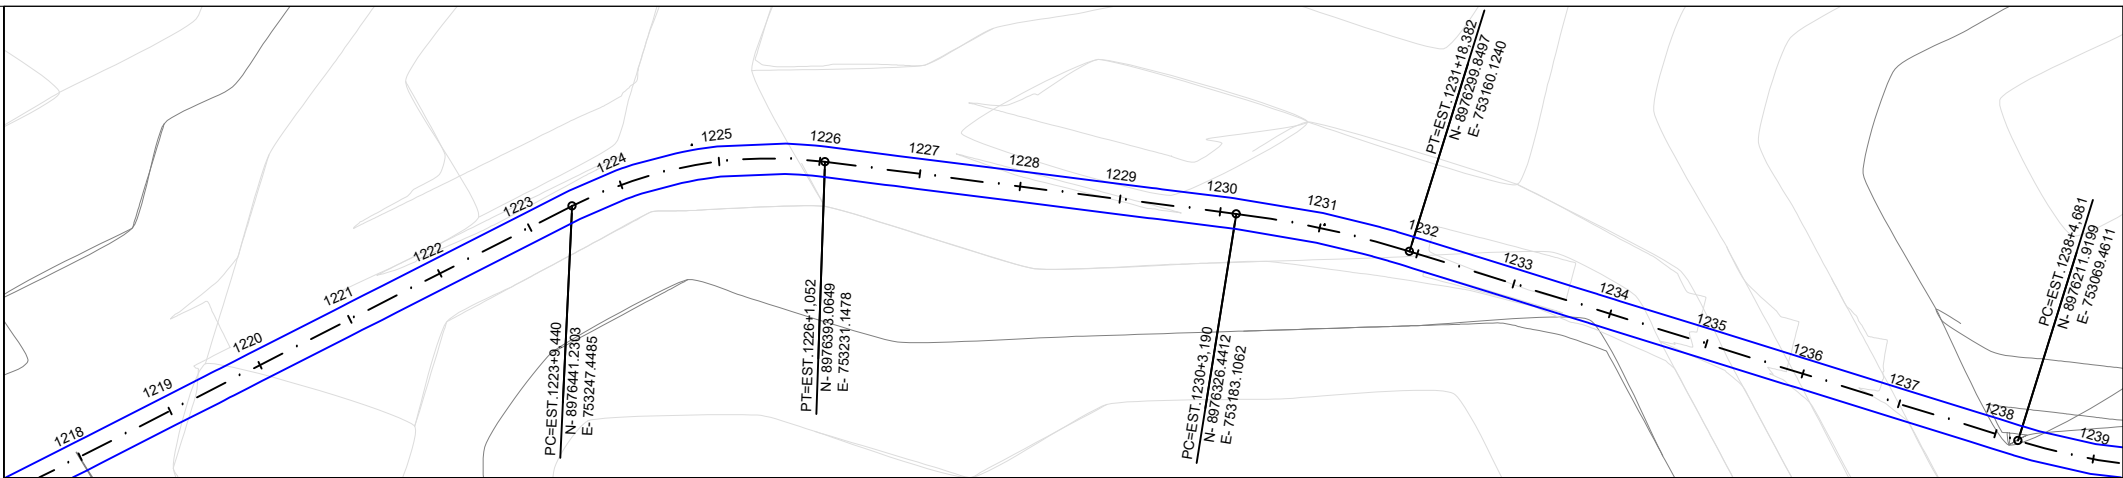 1218
1219
1220
1221
1222
1223
1224
1225
1226
1227
1228
1229
1230
1231
1232
1233
1234
1235
1236
1237
1238
1239
PC=EST.1223+9,440
N- 8976441.2303
E- 753247.4485
PT=EST.1226+1,052
N- 8976393.0649
E- 753231.1478
PC=EST.1230+3,190
N- 8976326.4412
E- 753183.1062
PT=EST.1231+18,382
N- 8976299.8497
E- 753160.1240
PC=EST.1238+4,681
N- 8976211.9199
E- 753069.4611